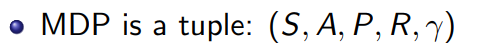 MDP is a tuple: (S, A, P, R, γ)